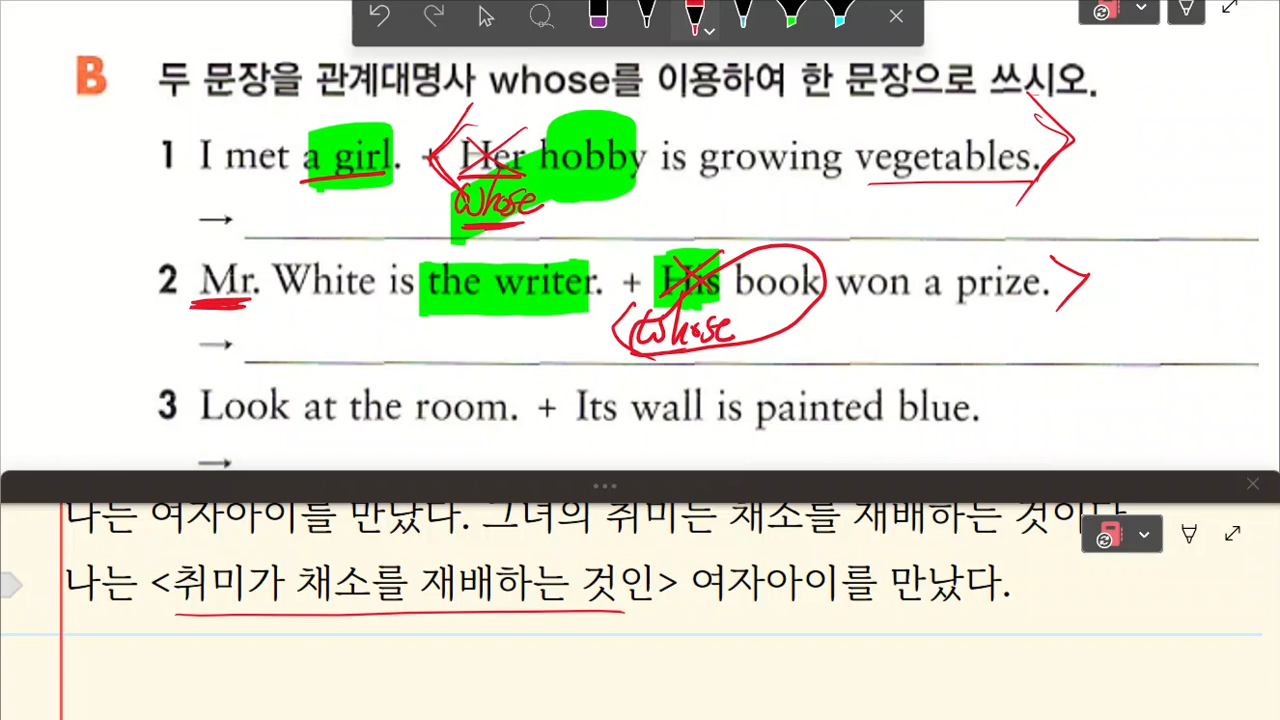 B 두 문장을 관계대명사 whose를 이용하여 한 문장으로 쓰시오.
1 I met a girl. + Her hobby is growing vegetables.
whose
→
2 Mr. White is the writer. + His book won a prize.
whose
→
3 Look at the room. + Its wall is painted blue.
→
나는 여자아이를 만났다. 그녀의 취미는 채소를 재배하는 것이다
나는 <취미가 채소를 재배하는 것인> 여자아이를 만났다.